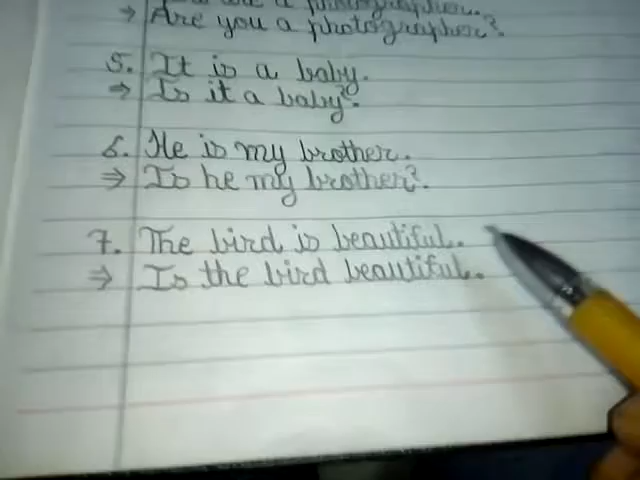 a photographer.
⇒ Are you a photographer?
5. It is a baby.
⇒ Is it a baby?
6. He is my brother.
⇒ Is he my brother?
7. The bird is beautiful.
⇒ Is the bird beautiful.